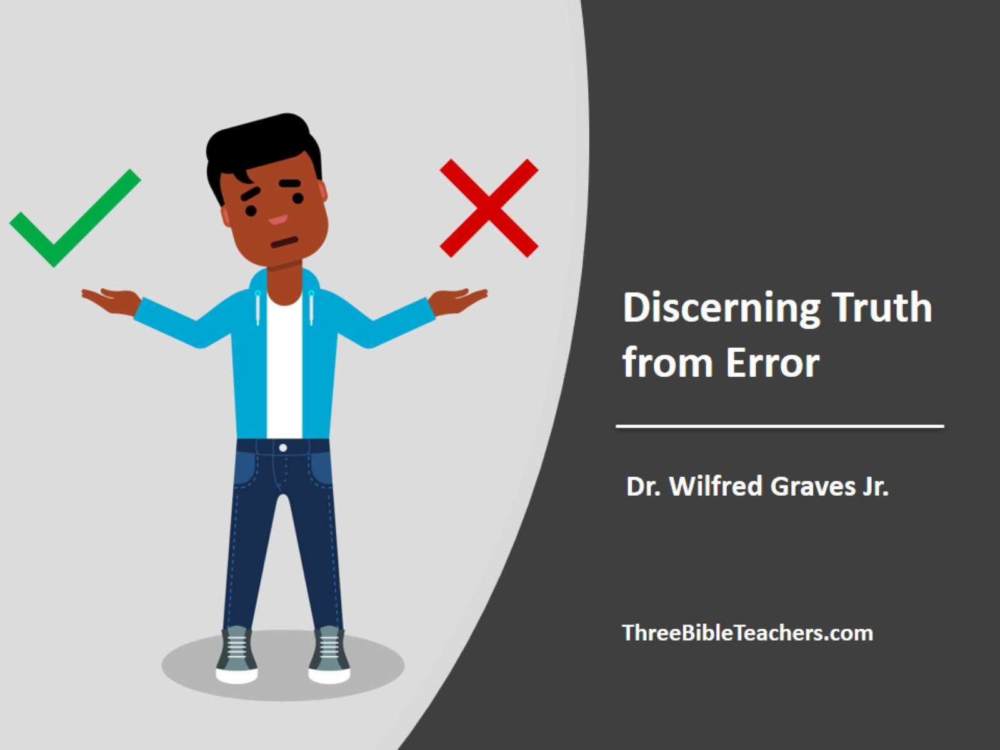 Discerning Truth
from Error
Dr. Wilfred Graves Jr.
ThreeBibleTeachers.com